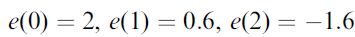 e(0) = 2, e(1) = 0.6, e(2) = −1.6